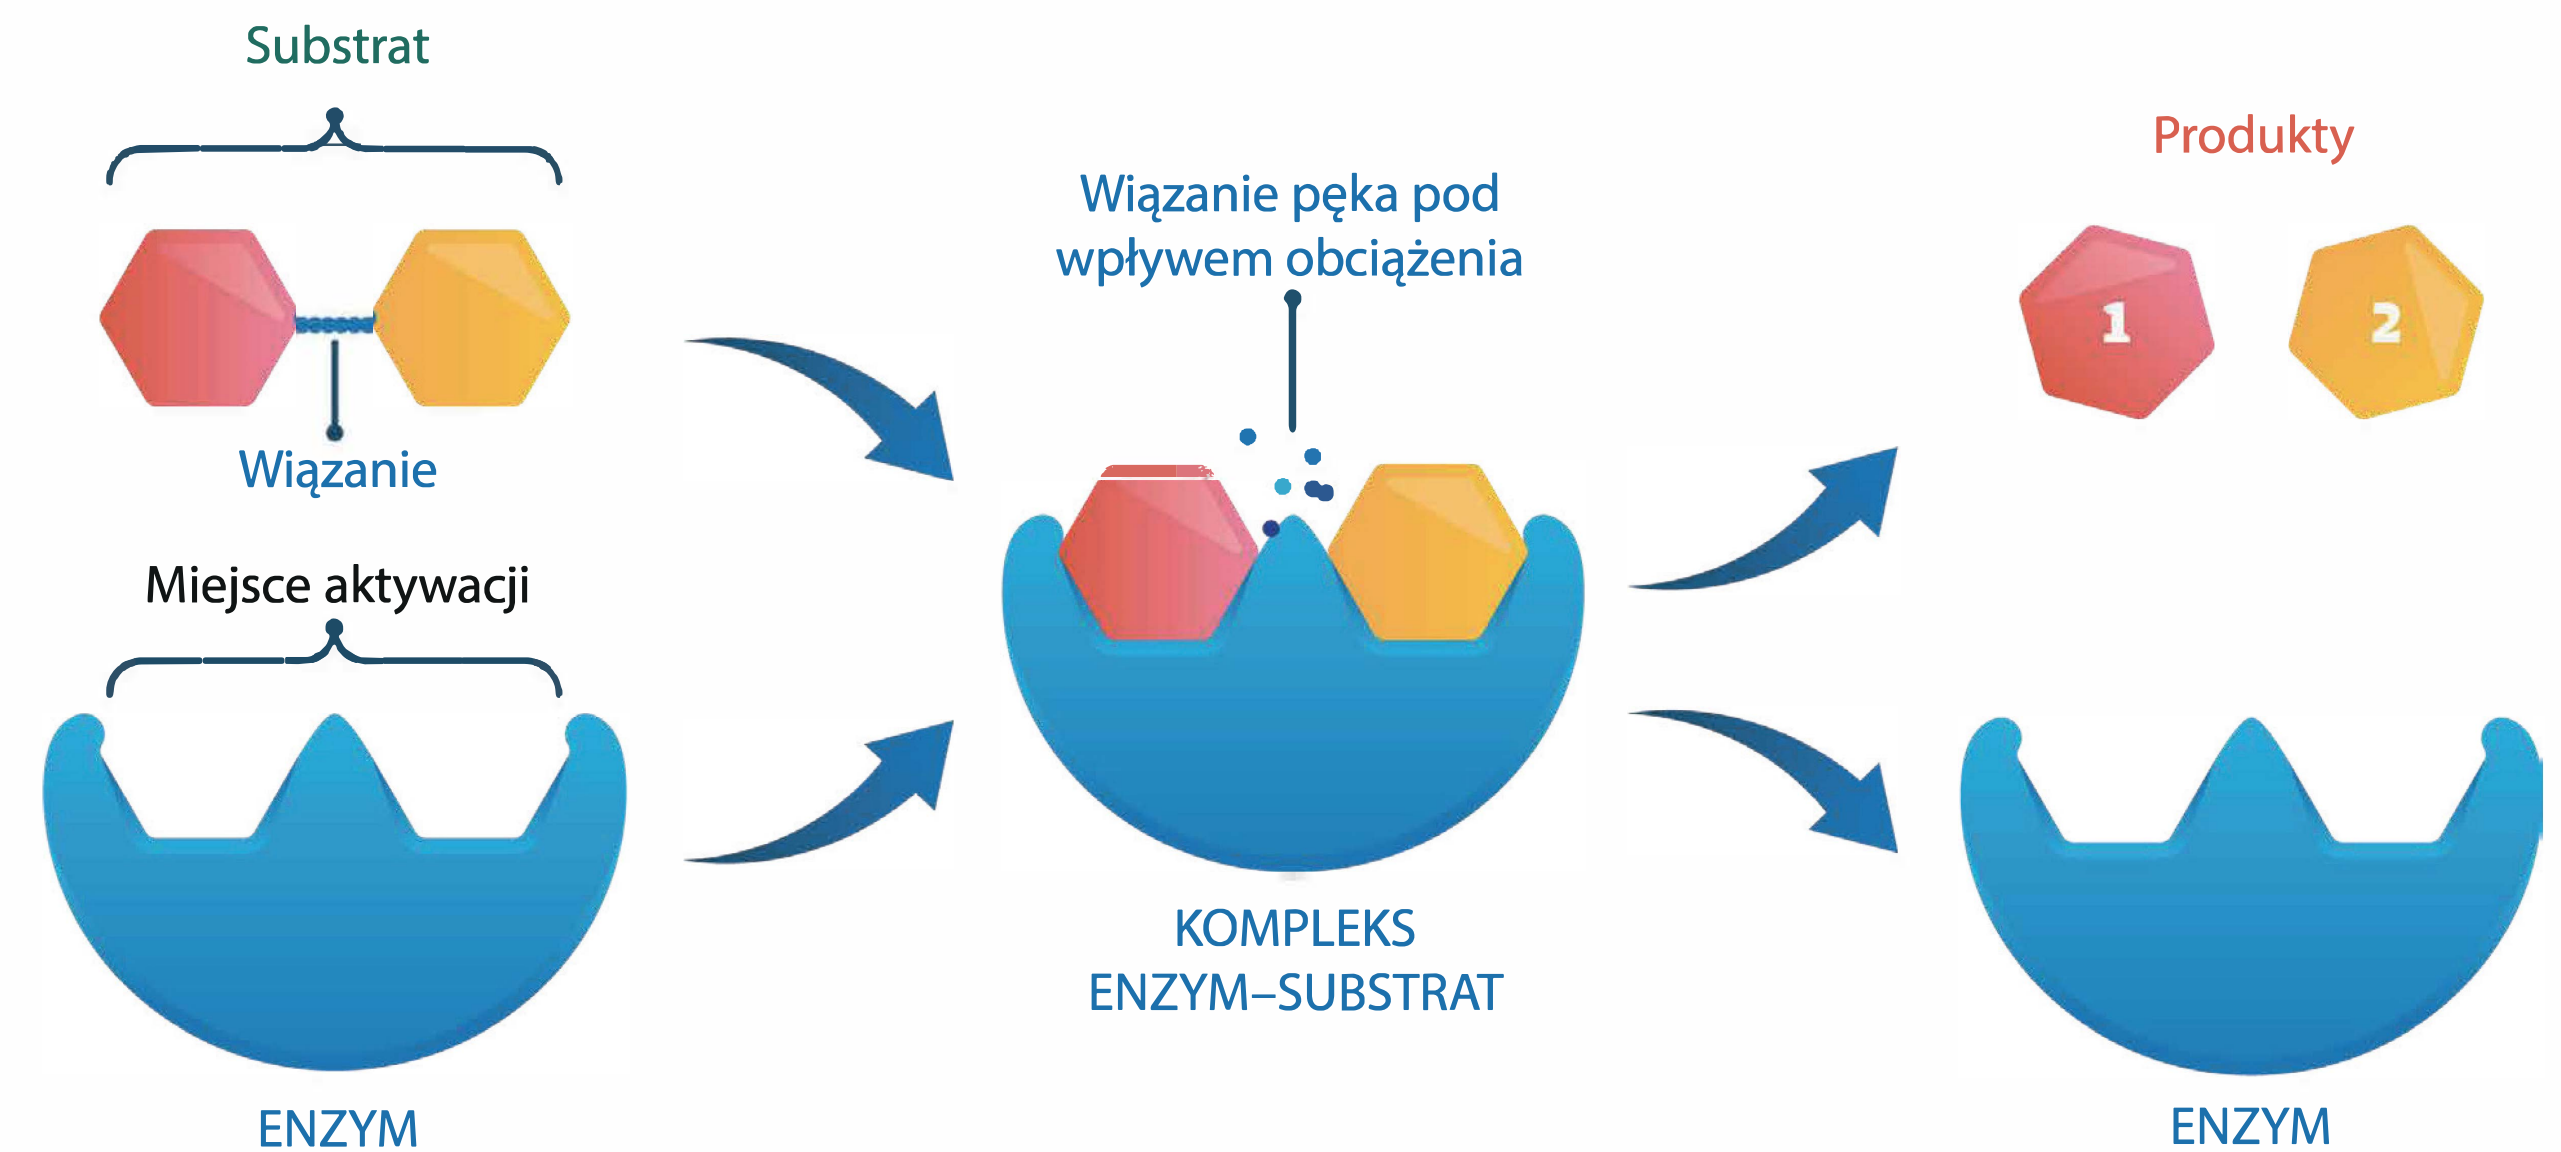 Substrat
Wiązanie
Miejsce aktywacji
ENZYM
Wiązanie pęka pod
wpływem obciążenia
KOMPLEKS
ENZYM–SUBSTRAT
Produkty
1
2
ENZYM